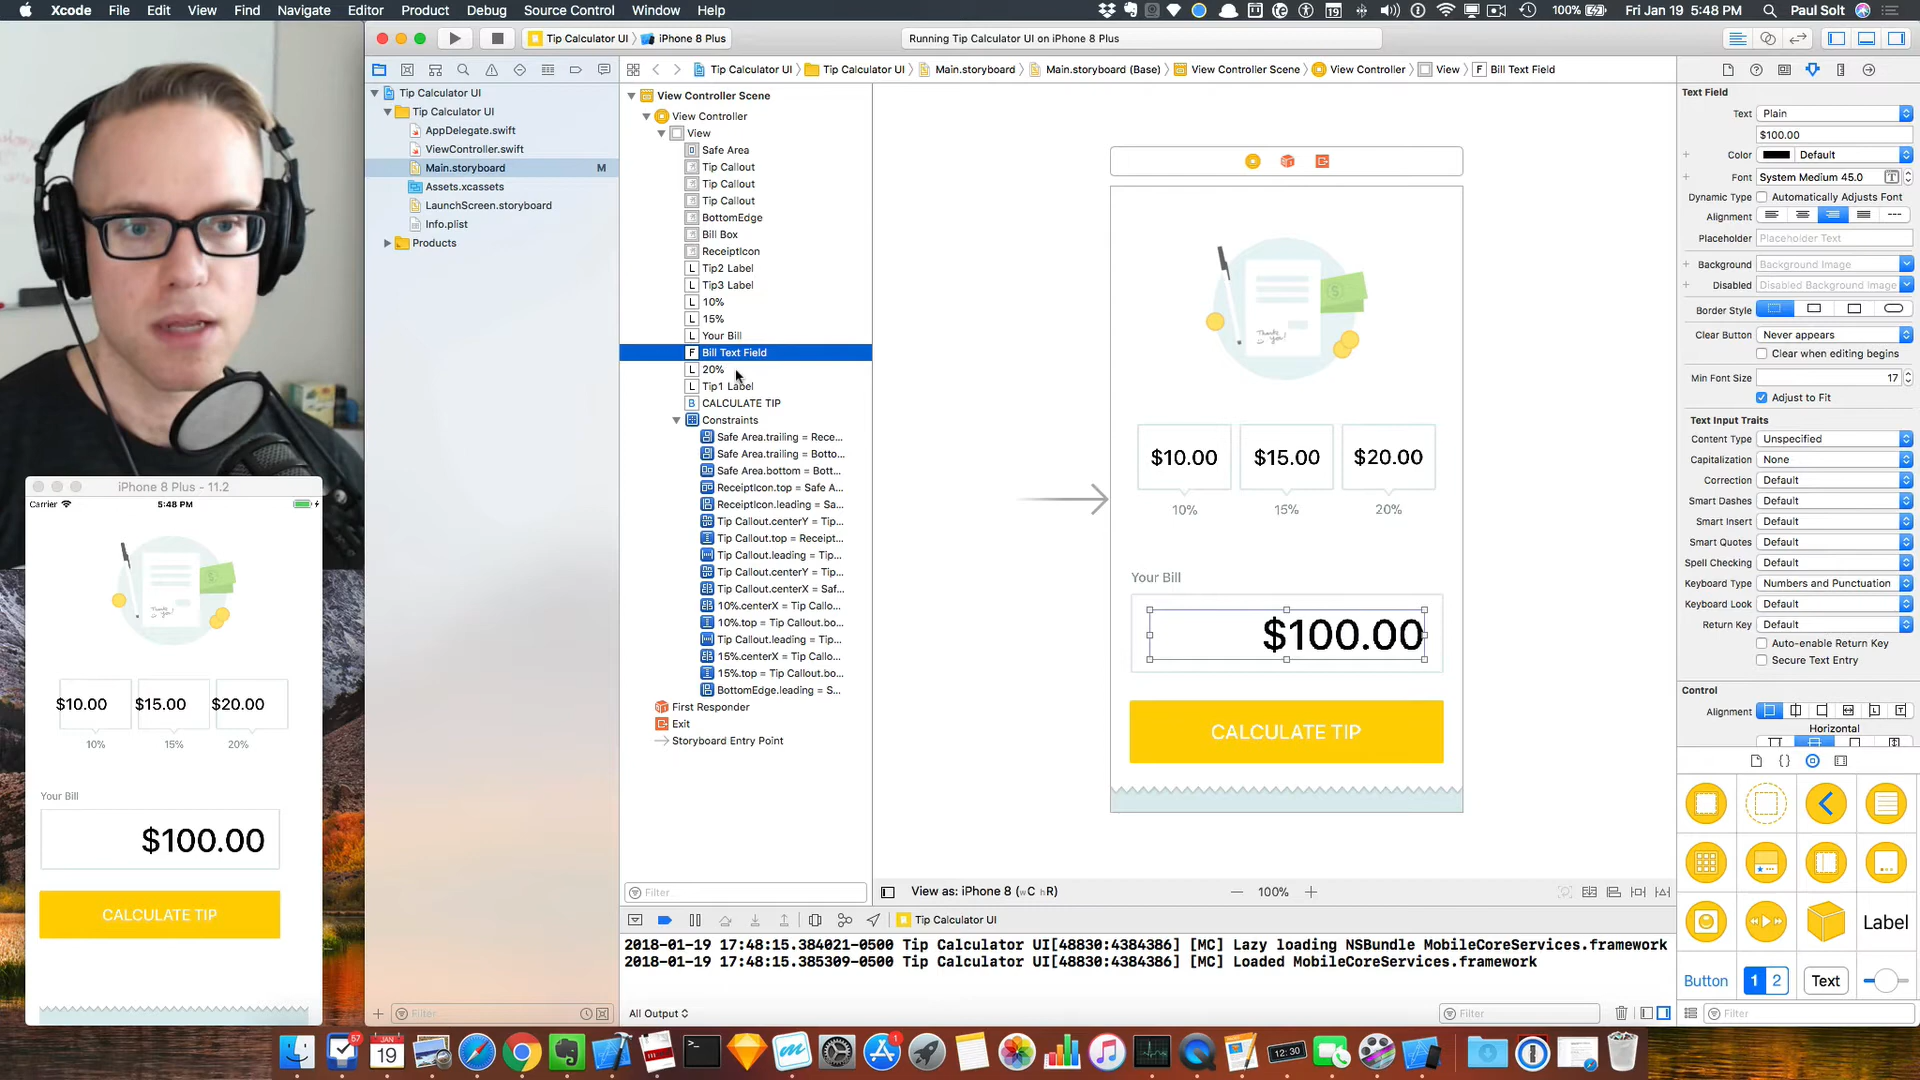 Xcode File Edit View Find Navigate Editor Product Debug Source Control Window Help
100% Fri Jan 19 5:48 PM Paul Solt
Tip Calculator UI iPhone 8 Plus
Running Tip Calculator UI on iPhone 8 Plus
Tip Calculator UI Tip Calculator UI Main.storyboard Main.storyboard (Base) View Controller Scene View Controller View F Bill Text Field
Tip Calculator UI
Tip Calculator UI
AppDelegate.swift
ViewController.swift
Main.storyboard M
Assets.xcassets
LaunchScreen.storyboard
Info.plist
Products
Filter
View Controller Scene
View Controller
View
Safe Area
Tip Callout
Tip Callout
Tip Callout
BottomEdge
Bill Box
ReceiptIcon
L Tip2 Label
L Tip3 Label
L 10%
L 15%
L Your Bill
F Bill Text Field
L 20%
L Tip1 Label
B CALCULATE TIP
Constraints
Safe Area.trailing = Rece...
Safe Area.trailing = Botto...
Safe Area.bottom = Bott...
ReceiptIcon.top = Safe A...
ReceiptIcon.leading = Sa...
Tip Callout.centerY = Tip...
Tip Callout.top = Receipt...
Tip Callout.leading = Tip...
Tip Callout.centerY = Tip...
Tip Callout.centerX = Saf...
10%.centerX = Tip Callo...
10%.top = Tip Callout.bo...
Tip Callout.leading = Tip...
15%.centerX = Tip Callo...
15%.top = Tip Callout.bo...
BottomEdge.leading = S...
First Responder
Exit
Storyboard Entry Point
Filter
Thanks
$10.00 $15.00 $20.00
10% 15% 20%
Your Bill
$100.00
CALCULATE TIP
View as: iPhone 8 (wC hR)
100%
Tip Calculator UI
2018-01-19 17:48:15.384021-0500 Tip Calculator UI[48830:4384386] [MC] Lazy loading NSBundle MobileCoreServices.framework
2018-01-19 17:48:15.385309-0500 Tip Calculator UI[48830:4384386] [MC] Loaded MobileCoreServices.framework
All Output
Filter
Text Field
Text Plain
$100.00
Color Default
Font System Medium 45.0 T
Dynamic Type Automatically Adjusts Font
Alignment
Placeholder Placeholder Text
Background Background Image
Disabled Disabled Background Image
Border Style
Clear Button Never appears
Clear when editing begins
Min Font Size 17
Adjust to Fit
Text Input Traits
Content Type Unspecified
Capitalization None
Correction Default
Smart Dashes Default
Smart Insert Default
Smart Quotes Default
Spell Checking Default
Keyboard Type Numbers and Punctuation
Keyboard Look Default
Return Key Default
Auto-enable Return Key
Secure Text Entry
Control
Alignment
Horizontal
Label
Button 1 2 Text
Filter
iPhone 8 Plus - 11.2
Carrier 5:48 PM
$10.00 $15.00 $20.00
10% 15% 20%
Your Bill
$100.00
CALCULATE TIP
57
JAN
19
1
12:30